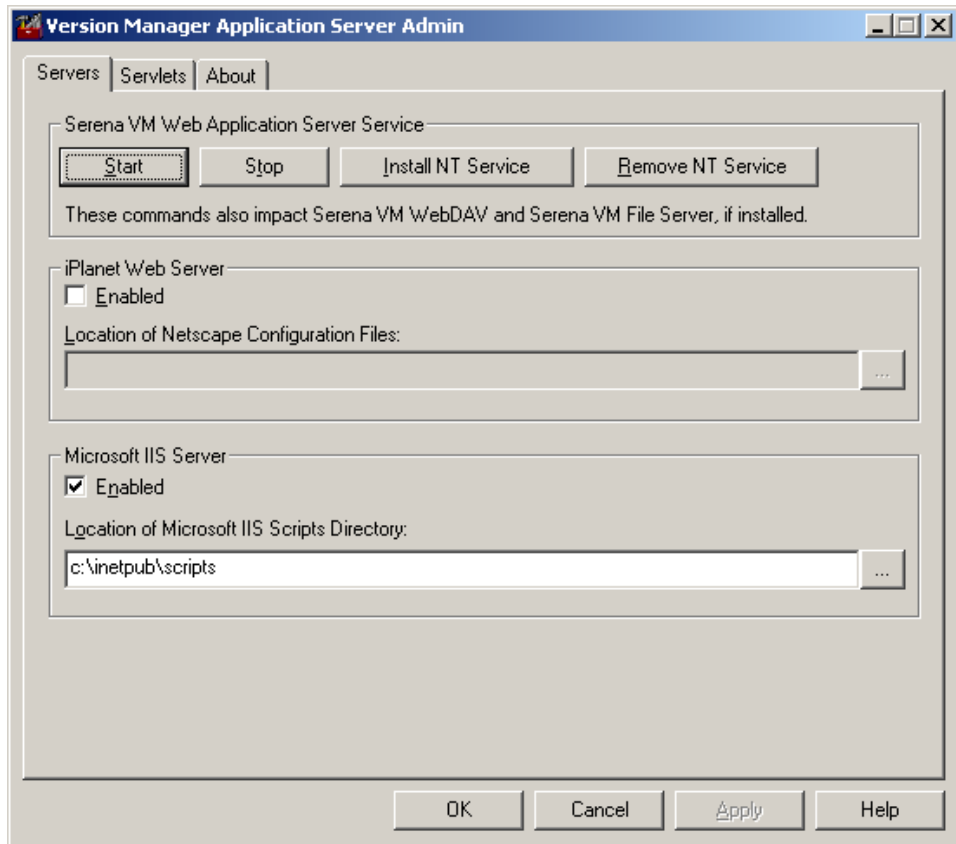 Version Manager Application Server Admin
Servers Servlets About
Serena VM Web Application Server Service
Start Stop Install NT Service Remove NT Service
These commands also impact Serena VM WebDAV and Serena VM File Server, if installed.
iPlanet Web Server
Enabled
Location of Netscape Configuration Files:
...
Microsoft IIS Server
Enabled
Location of Microsoft IIS Scripts Directory:
c:\inetpub\scripts ...
OK Cancel Apply Help